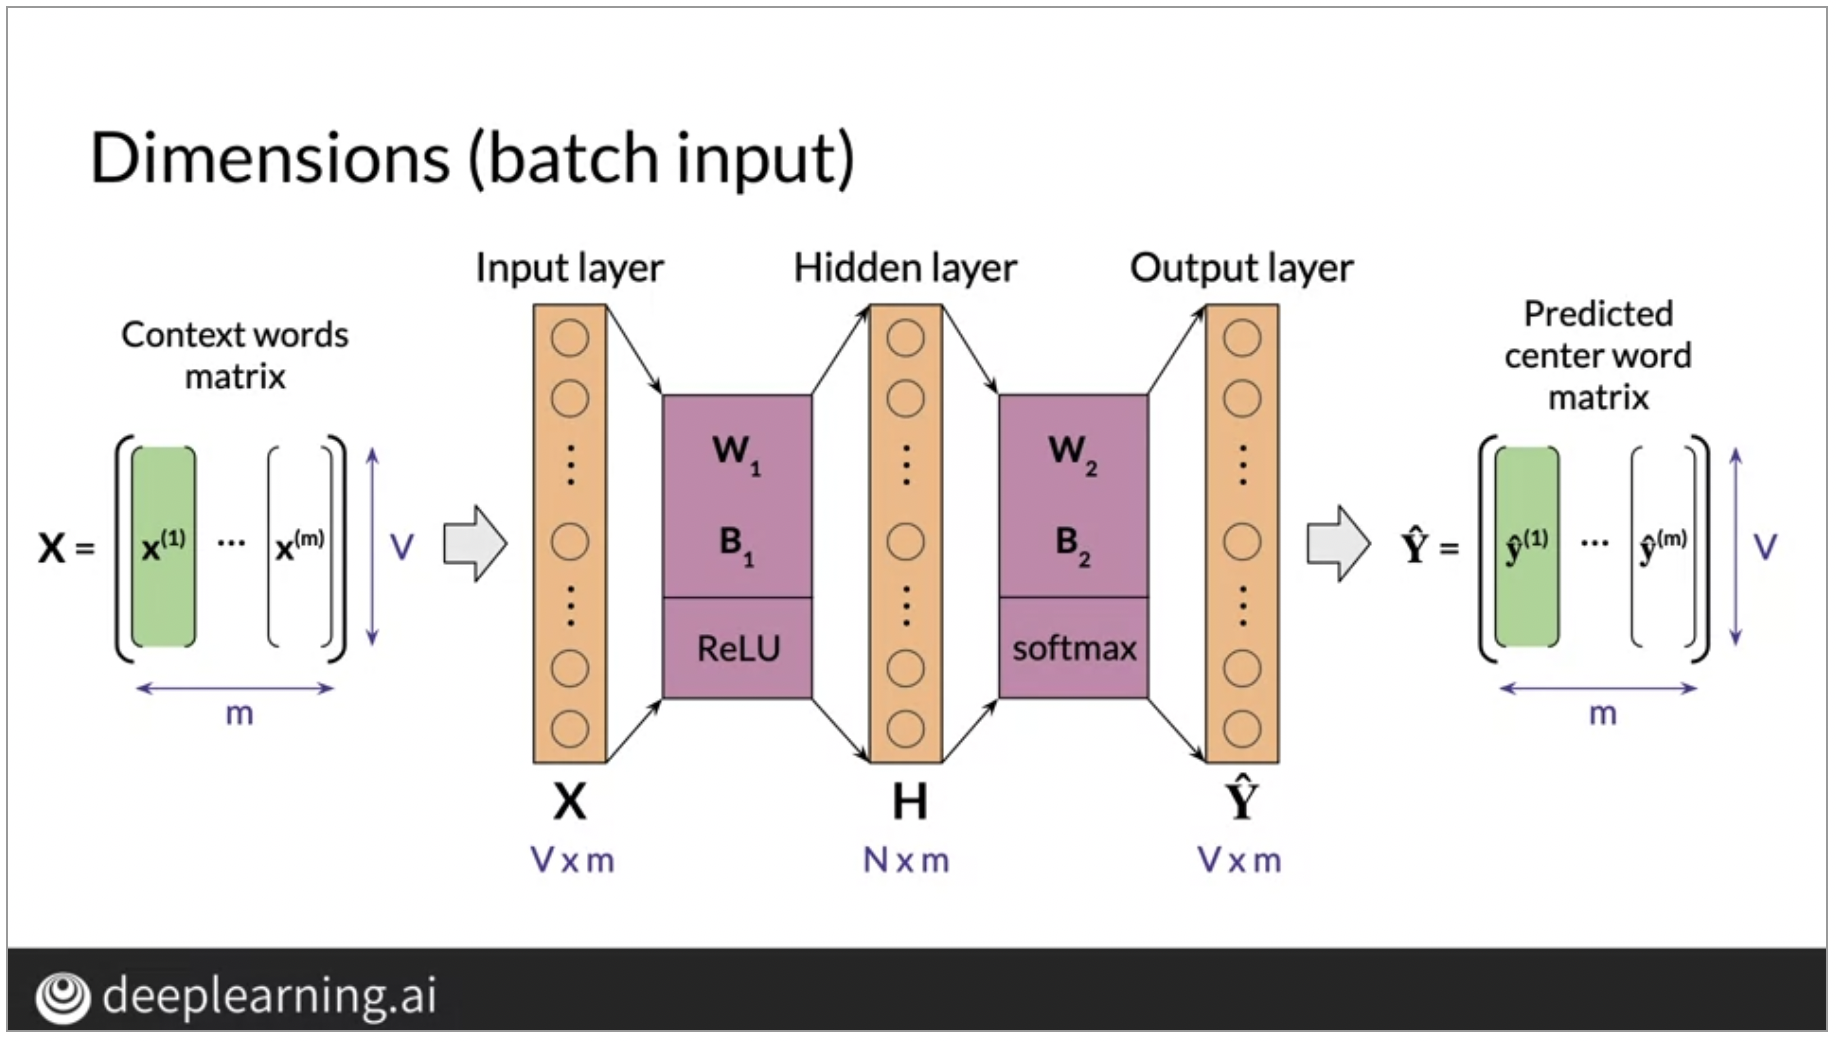 Dimensions (batch input)
Input layer
Hidden layer
Output layer
Context words
matrix
Predicted
center word
matrix
X =
x(1)
...
x(m)
V
m
W1
B1
ReLU
W2
B2
softmax
Ŷ =
ŷ(1)
...
ŷ(m)
V
m
X
H
Ŷ
V x m
N x m
V x m
deeplearning.ai